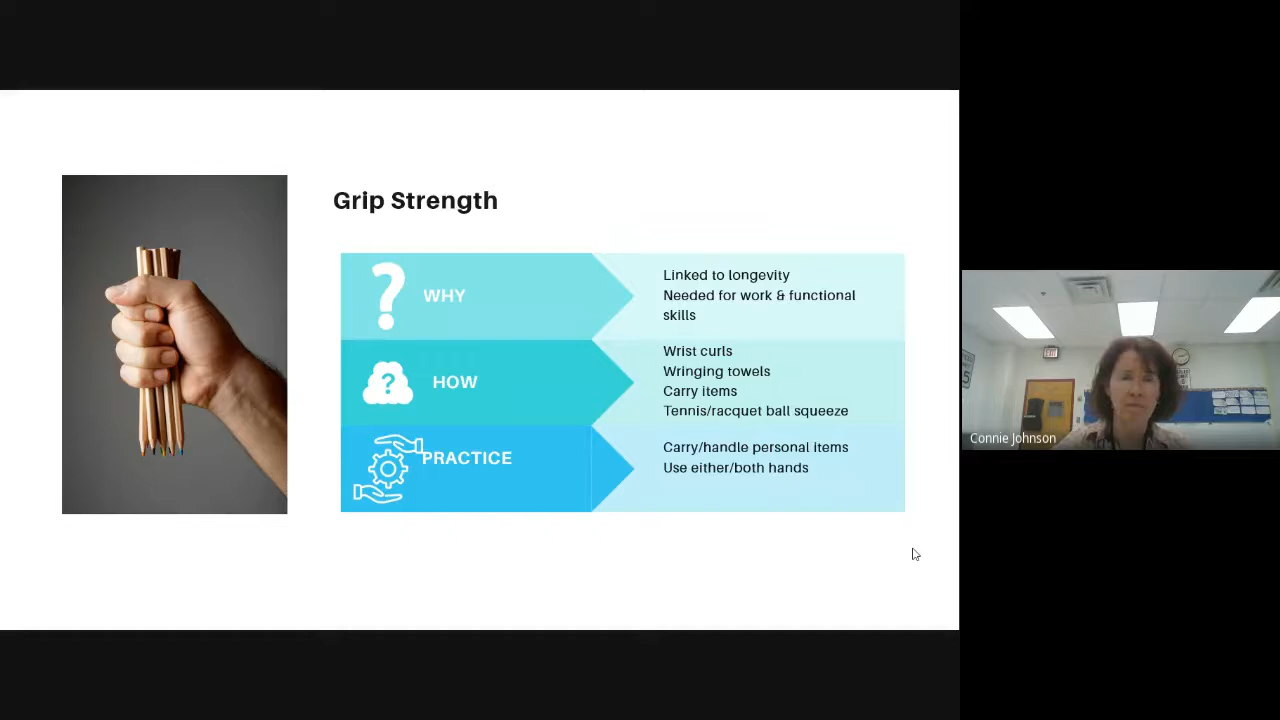 Grip Strength
WHY
Linked to longevity
Needed for work & functional
skills
HOW
Wrist curls
Wringing towels
Carry items
Tennis/racquet ball squeeze
PRACTICE
Carry/handle personal items
Use either/both hands
EXIT
Connie Johnson